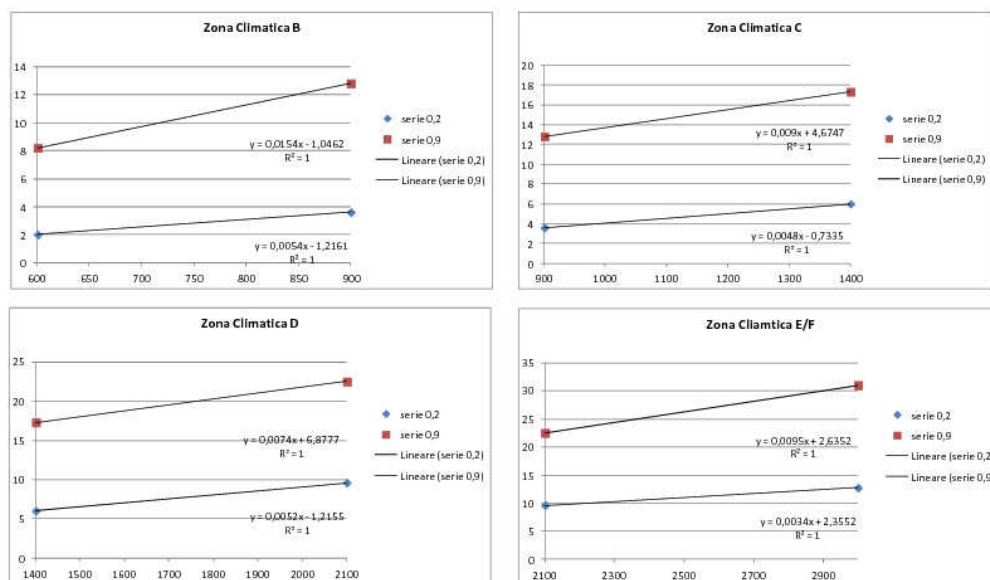 Zona Climatica B
14
12
10
8
6
4
2
0
600 650 700 750 800 850 900
y = 0,0154x - 1,0462
R² = 1
y = 0,0054x - 1,2161
R² = 1
serie 0,2
serie 0,9
Lineare (serie 0,2)
Lineare (serie 0,9)
Zona Climatica C
20
18
16
14
12
10
8
6
4
2
0
900 1000 1100 1200 1300 1400
y = 0,009x + 4,6747
R² = 1
y = 0,0048x - 0,7335
R² = 1
serie 0,2
serie 0,9
Lineare (serie 0,2)
Lineare (serie 0,9)
Zona Climatica D
25
20
15
10
5
0
1400 1500 1600 1700 1800 1900 2000 2100
y = 0,0074x + 6,8777
R² = 1
y = 0,0052x - 1,2155
R² = 1
serie 0,2
serie 0,9
Lineare (serie 0,2)
Lineare (serie 0,9)
Zona Cliamtica E/F
35
30
25
20
15
10
5
0
2100 2300 2500 2700 2900
y = 0,0095x + 2,6352
R² = 1
y = 0,0034x + 2,3552
R² = 1
serie 0,2
serie 0,9
Lineare (serie 0,2
Lineare (serie 0,9